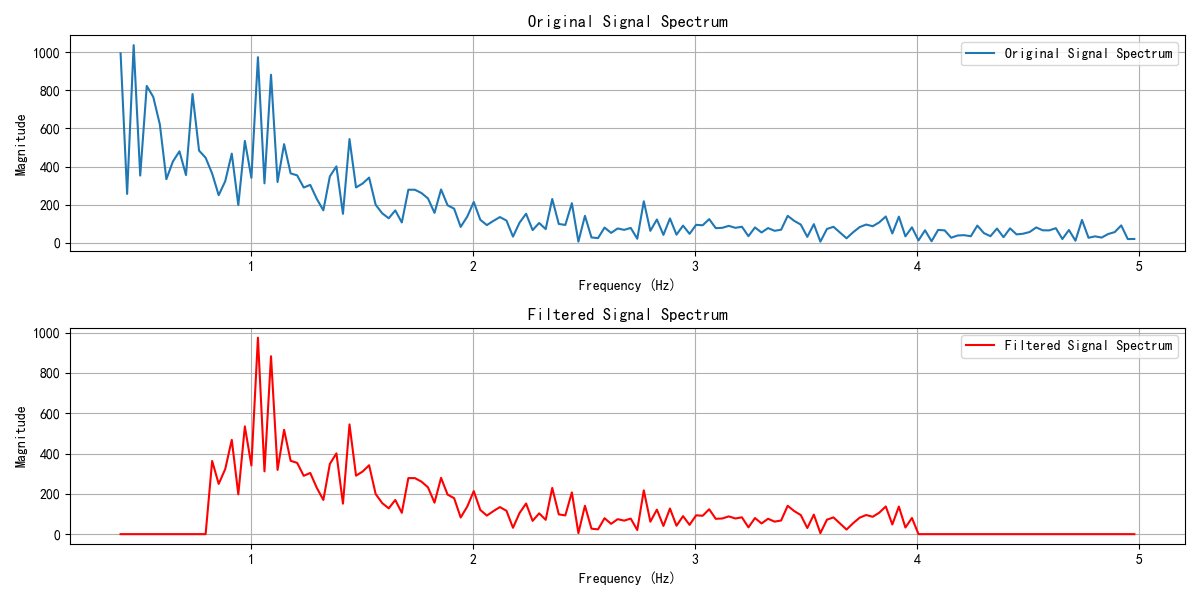 Original Signal Spectrum
1000
800
600
400
200
0
Magnitude
Original Signal Spectrum
1 2 3 4 5
Frequency (Hz)
Filtered Signal Spectrum
1000
800
600
400
200
0
Magnitude
Filtered Signal Spectrum
1 2 3 4 5
Frequency (Hz)